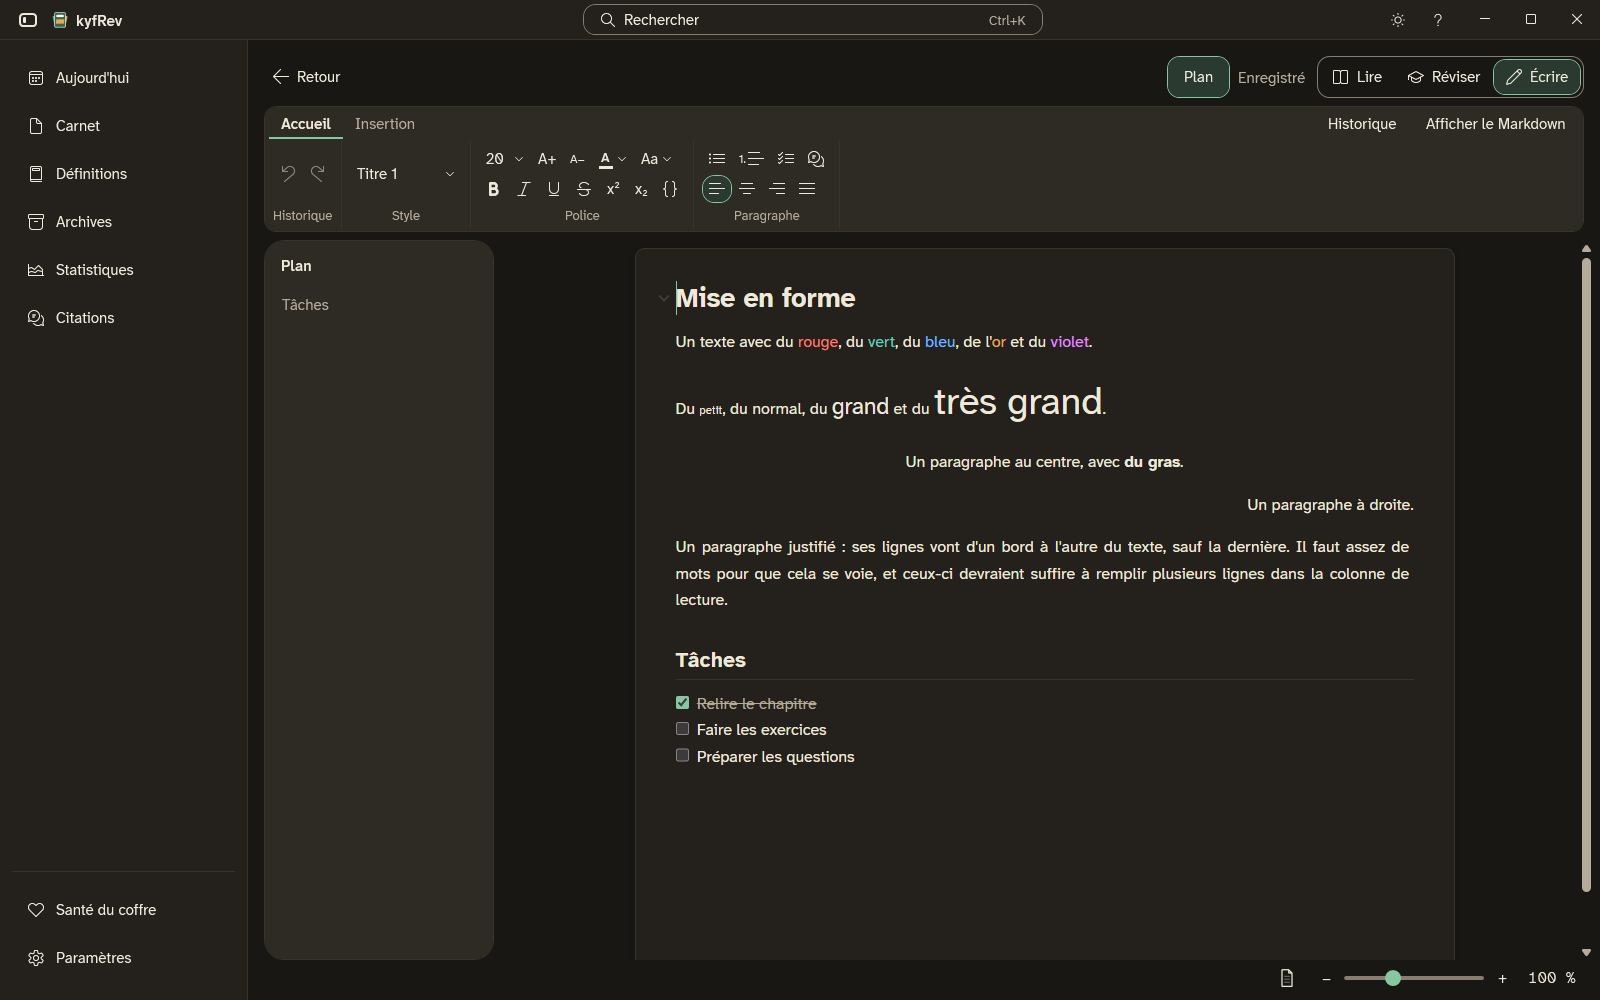 kyfRev
Rechercher
Ctrl+K
?
Aujourd'hui
Carnet
Définitions
Archives
Statistiques
Citations
Santé du coffre
Paramètres
Retour
Plan
Enregistré
Lire
Réviser
Écrire
Accueil
Insertion
Historique
Afficher le Markdown
Historique
Titre 1
Style
20
A+
A−
A
Aa
B I U S x² x₂ {}
Police
Paragraphe
Plan
Tâches
Mise en forme
Un texte avec du rouge, du vert, du bleu, de l'or et du violet.
Du petit, du normal, du grand et du très grand.
Un paragraphe au centre, avec du gras.
Un paragraphe à droite.
Un paragraphe justifié : ses lignes vont d'un bord à l'autre du texte, sauf la dernière. Il faut assez de
mots pour que cela se voie, et ceux-ci devraient suffire à remplir plusieurs lignes dans la colonne de
lecture.
Tâches
Relire le chapitre
Faire les exercices
Préparer les questions
− + 100 %